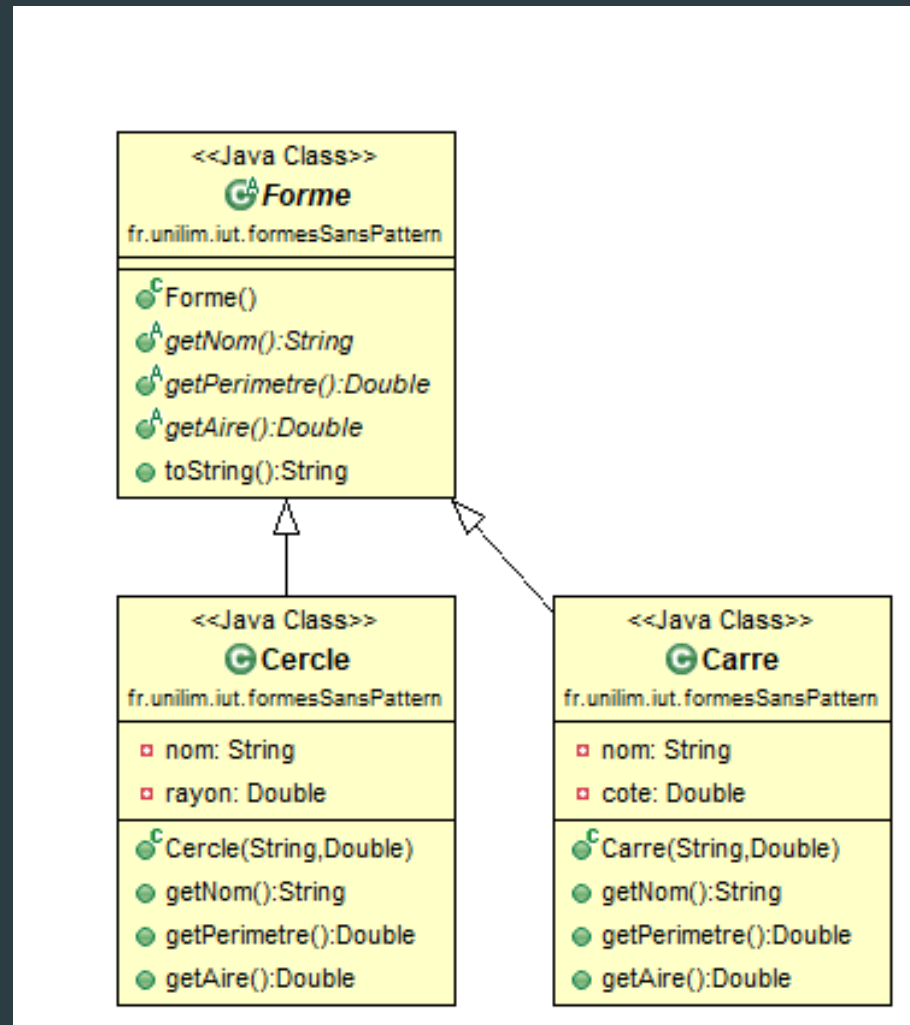 <<Java Class>>
Forme
fr.unilim.iut.formesSansPattern
Forme()
getNom():String
getPerimetre():Double
getAire():Double
toString():String
<<Java Class>>
Cercle
fr.unilim.iut.formesSansPattern
nom: String
rayon: Double
Cercle(String,Double)
getNom():String
getPerimetre():Double
getAire():Double
<<Java Class>>
Carre
fr.unilim.iut.formesSansPattern
nom: String
cote: Double
Carre(String,Double)
getNom():String
getPerimetre():Double
getAire():Double